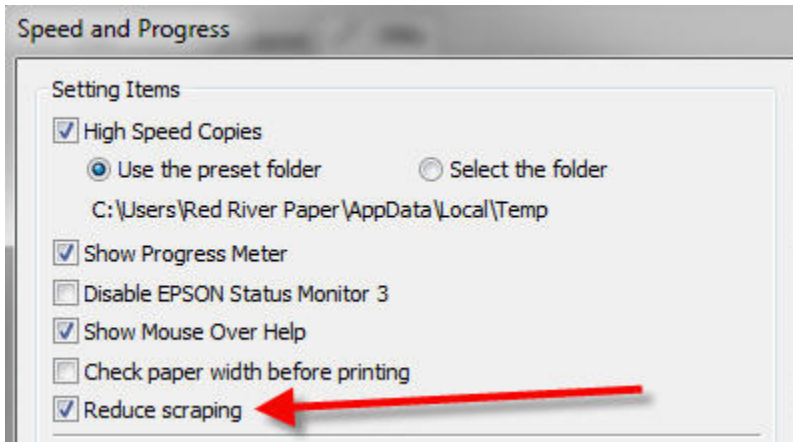 Speed and Progress
Setting Items
High Speed Copies
Use the preset folder Select the folder
C:\Users\Red River Paper\AppData\Local\Temp
Show Progress Meter
Disable EPSON Status Monitor 3
Show Mouse Over Help
Check paper width before printing
Reduce scraping